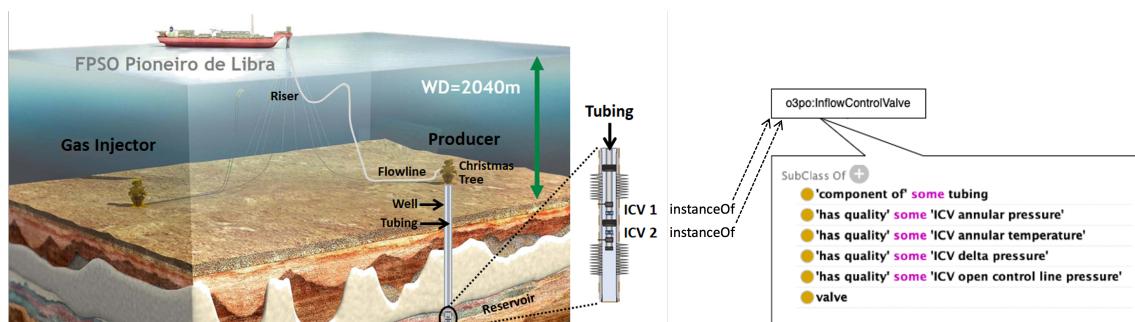 FPSO Pioneiro de Libra
Riser
WD=2040m
Gas Injector
Producer
Flowline
Christmas
Tree
Well
Tubing
Reservoir
Tubing
ICV 1 instanceOf
ICV 2 instanceOf
o3po:InflowControlValve
SubClass Of +
'component of' some tubing
'has quality' some 'ICV annular pressure'
'has quality' some 'ICV annular temperature'
'has quality' some 'ICV delta pressure'
'has quality' some 'ICV open control line pressure'
valve